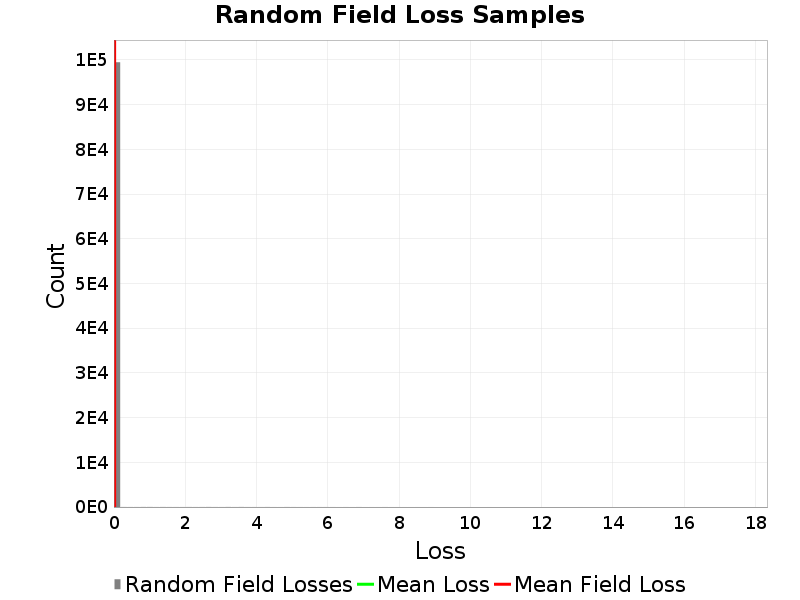 Random Field Loss Samples
1E5
9E4
8E4
7E4
6E4
5E4
4E4
3E4
2E4
1E4
0E0
Count
0 2 4 6 8 10 12 14 16 18
Loss
Random Field Losses Mean Loss Mean Field Loss